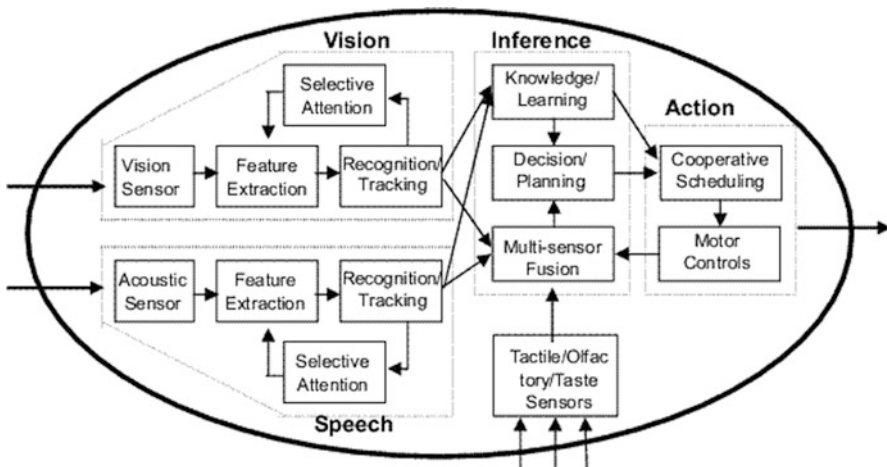 Vision
Selective
Attention
Vision
Sensor
Feature
Extraction
Recognition/
Tracking
Acoustic
Sensor
Feature
Extraction
Recognition/
Tracking
Selective
Attention
Speech
Inference
Knowledge/
Learning
Decision/
Planning
Multi-sensor
Fusion
Tactile/Olfac
tory/Taste
Sensors
Action
Cooperative
Scheduling
Motor
Controls